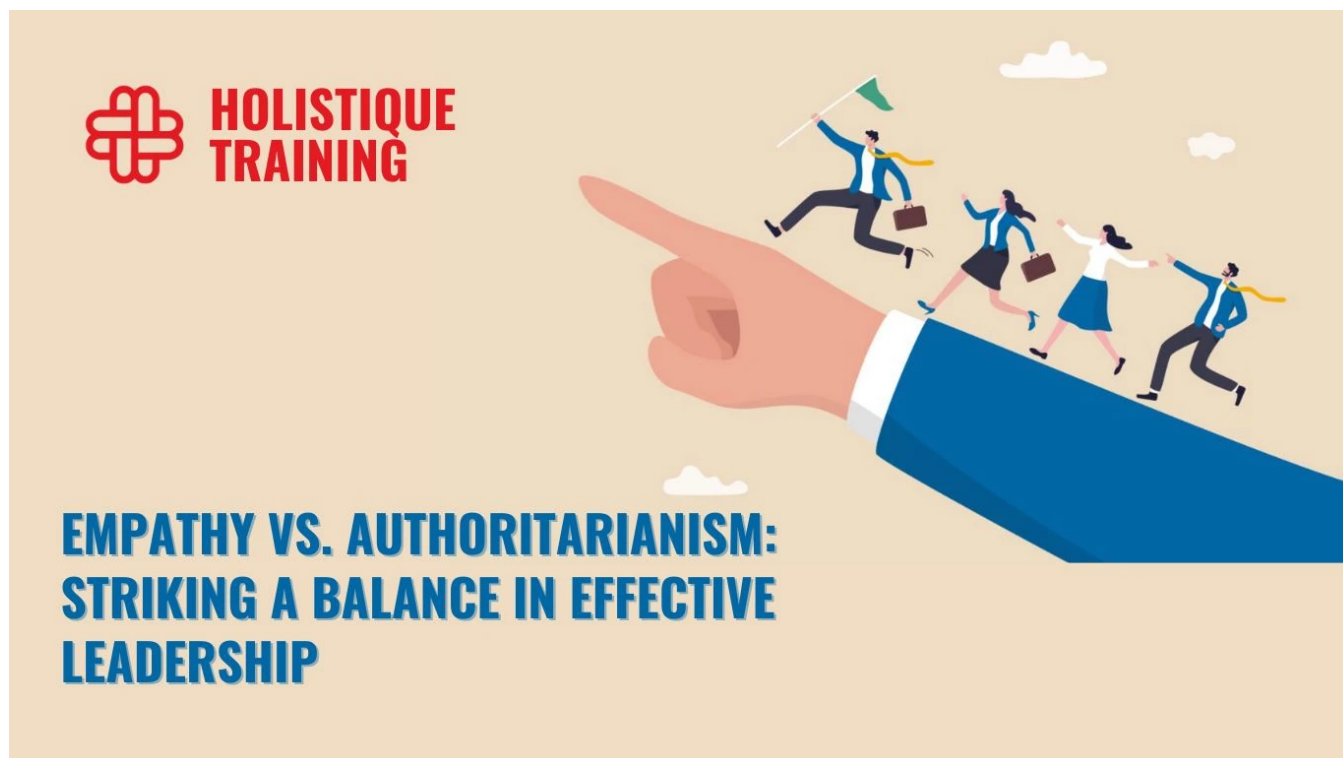 HOLISTIQUE
TRAINING
EMPATHY VS. AUTHORITARIANISM:
STRIKING A BALANCE IN EFFECTIVE
LEADERSHIP